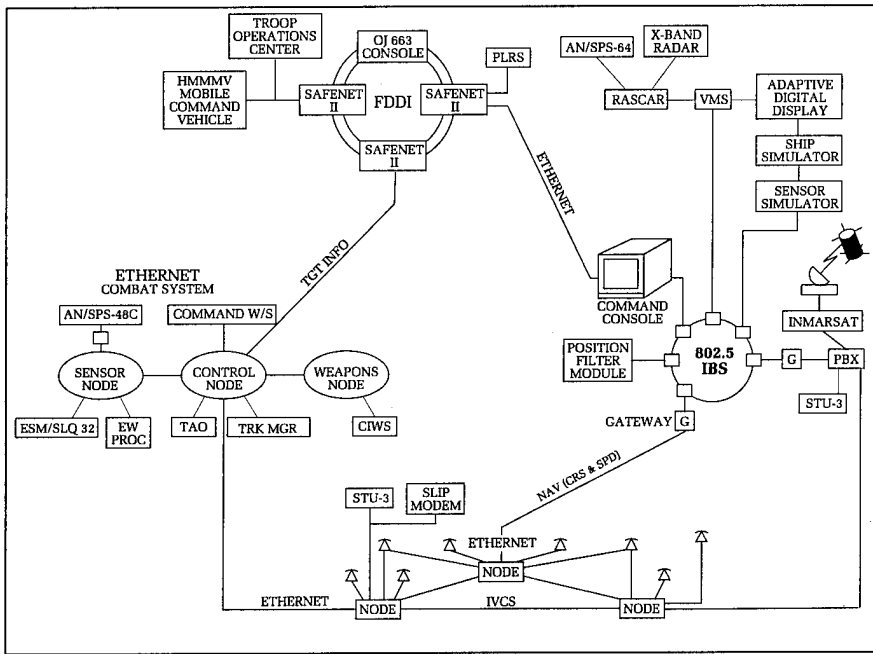 TROOP
OPERATIONS
CENTER
HMMMV
MOBILE
COMMAND
VEHICLE
OJ 663
CONSOLE
SAFENET
II
FDDI
SAFENET
II
SAFENET
II
PLRS
AN/SPS-64
X-BAND
RADAR
RASCAR
VMS
ADAPTIVE
DIGITAL
DISPLAY
SHIP
SIMULATOR
SENSOR
SIMULATOR
ETHERNET
TGT INFO
COMMAND
CONSOLE
INMARSAT
ETHERNET
COMBAT SYSTEM
AN/SPS-48C
COMMAND W/S
SENSOR
NODE
CONTROL
NODE
WEAPONS
NODE
ESM/SLQ 32
EW
PROC
TAO
TRK MGR
CIWS
POSITION
FILTER
MODULE
802.5
IBS
G
PBX
STU-3
GATEWAY
G
NAV (CRS & SPD)
STU-3
SLIP
MODEM
ETHERNET
NODE
ETHERNET
NODE
IVCS
NODE